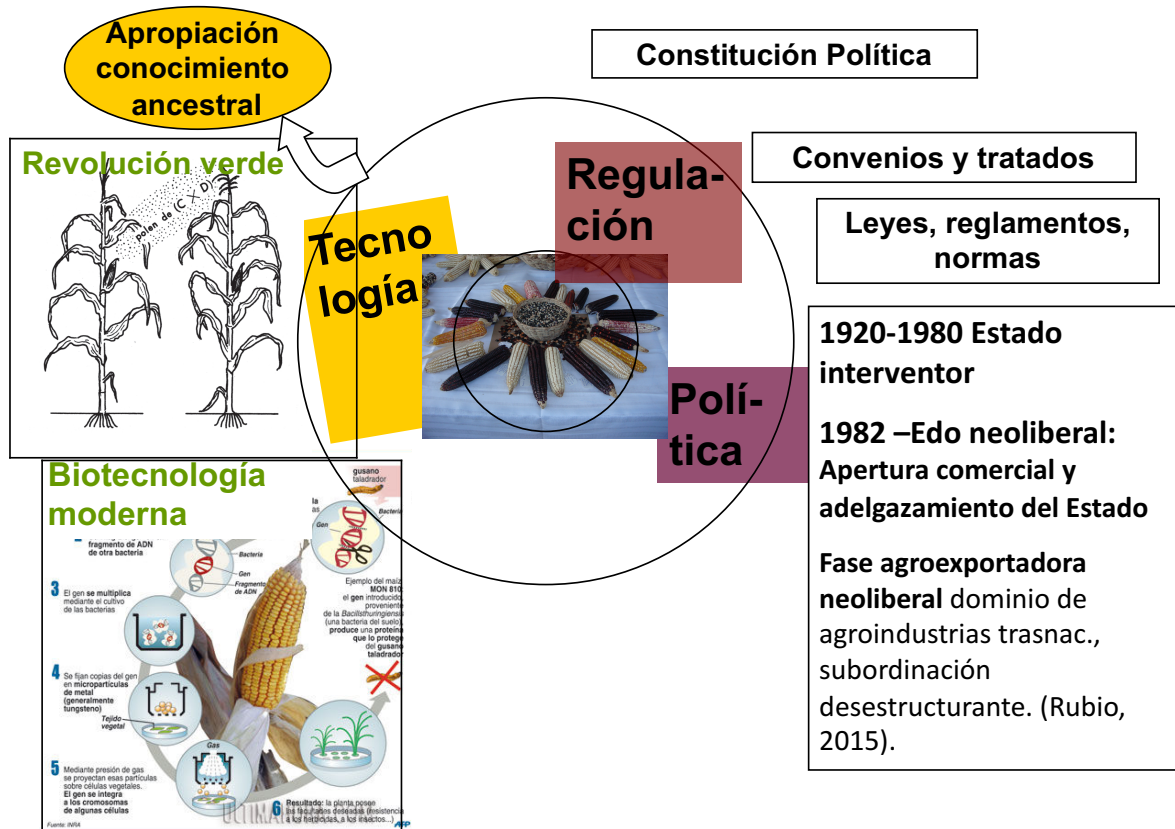 Apropiación
conocimiento
ancestral
Constitución Política
Revolución verde
polen de (C X D)
Regula-
ción
Convenios y tratados
Tecno
logía
Leyes, reglamentos,
normas
Polí-
tica
1920-1980 Estado
interventor
1982 –Edo neoliberal:
Apertura comercial y
adelgazamiento del Estado
Fase agroexportadora
neoliberal dominio de
agroindustrias trasnac.,
subordinación
desestructurante. (Rubio,
2015).
Biotecnología
moderna
gusano
taladrador
la
as
Bacteria
Gen
fragmento de ADN
de otra bacteria
Bacteria
Gen
Fragmento
de ADN
3 El gen se multiplica
mediante el cultivo
de las bacterias
Ejemplo del maíz
MON 810:
el gen introducido,
proveniente
de la Bacillisthuringiensis
(una bacteria del suelo),
produce una proteína
que lo protege
del gusano
taladrador
4 Se fijan copias del gen
en micropartículas
de metal
(generalmente
tungsteno)
Tejido
vegetal
Gas
5 Mediante presión de gas
se proyectan esas partículas
sobre células vegetales.
El gen se integra
a los cromosomas
de algunas células
6 Resultado: la planta posee
las facultades deseadas (resistencia
a los herbicidas, a los insectos...)
Fuente: INRA
AFP